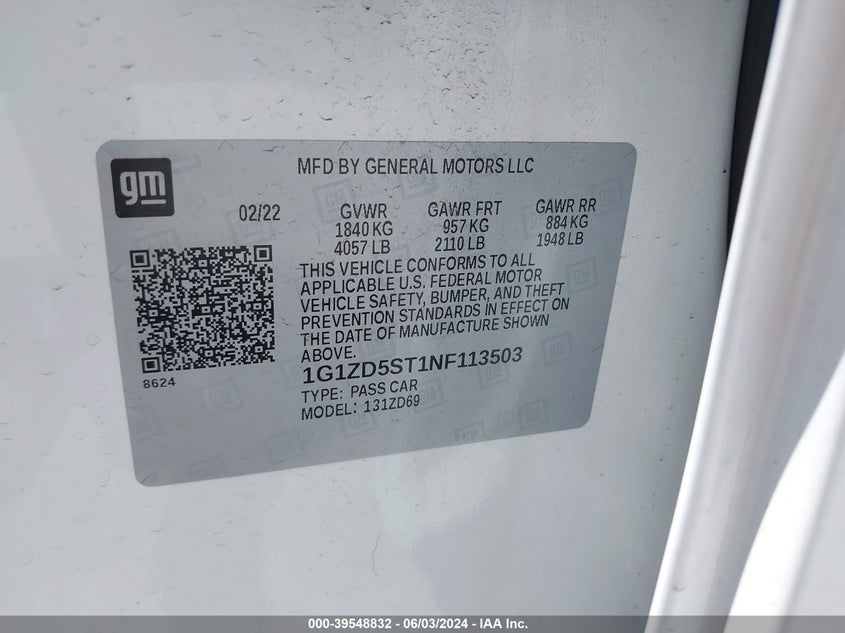 gm
MFD BY GENERAL MOTORS LLC
02/22 GVWR GAWR FRT GAWR RR
1840 KG 957 KG 884 KG
4057 LB 2110 LB 1948 LB
THIS VEHICLE CONFORMS TO ALL
APPLICABLE U.S. FEDERAL MOTOR
VEHICLE SAFETY, BUMPER, AND THEFT
PREVENTION STANDARDS IN EFFECT ON
THE DATE OF MANUFACTURE SHOWN
ABOVE.
8624
1G1ZD5ST1NF113503
TYPE: PASS CAR
MODEL: 131ZD69
000-39548832 - 06/03/2024 - IAA Inc.